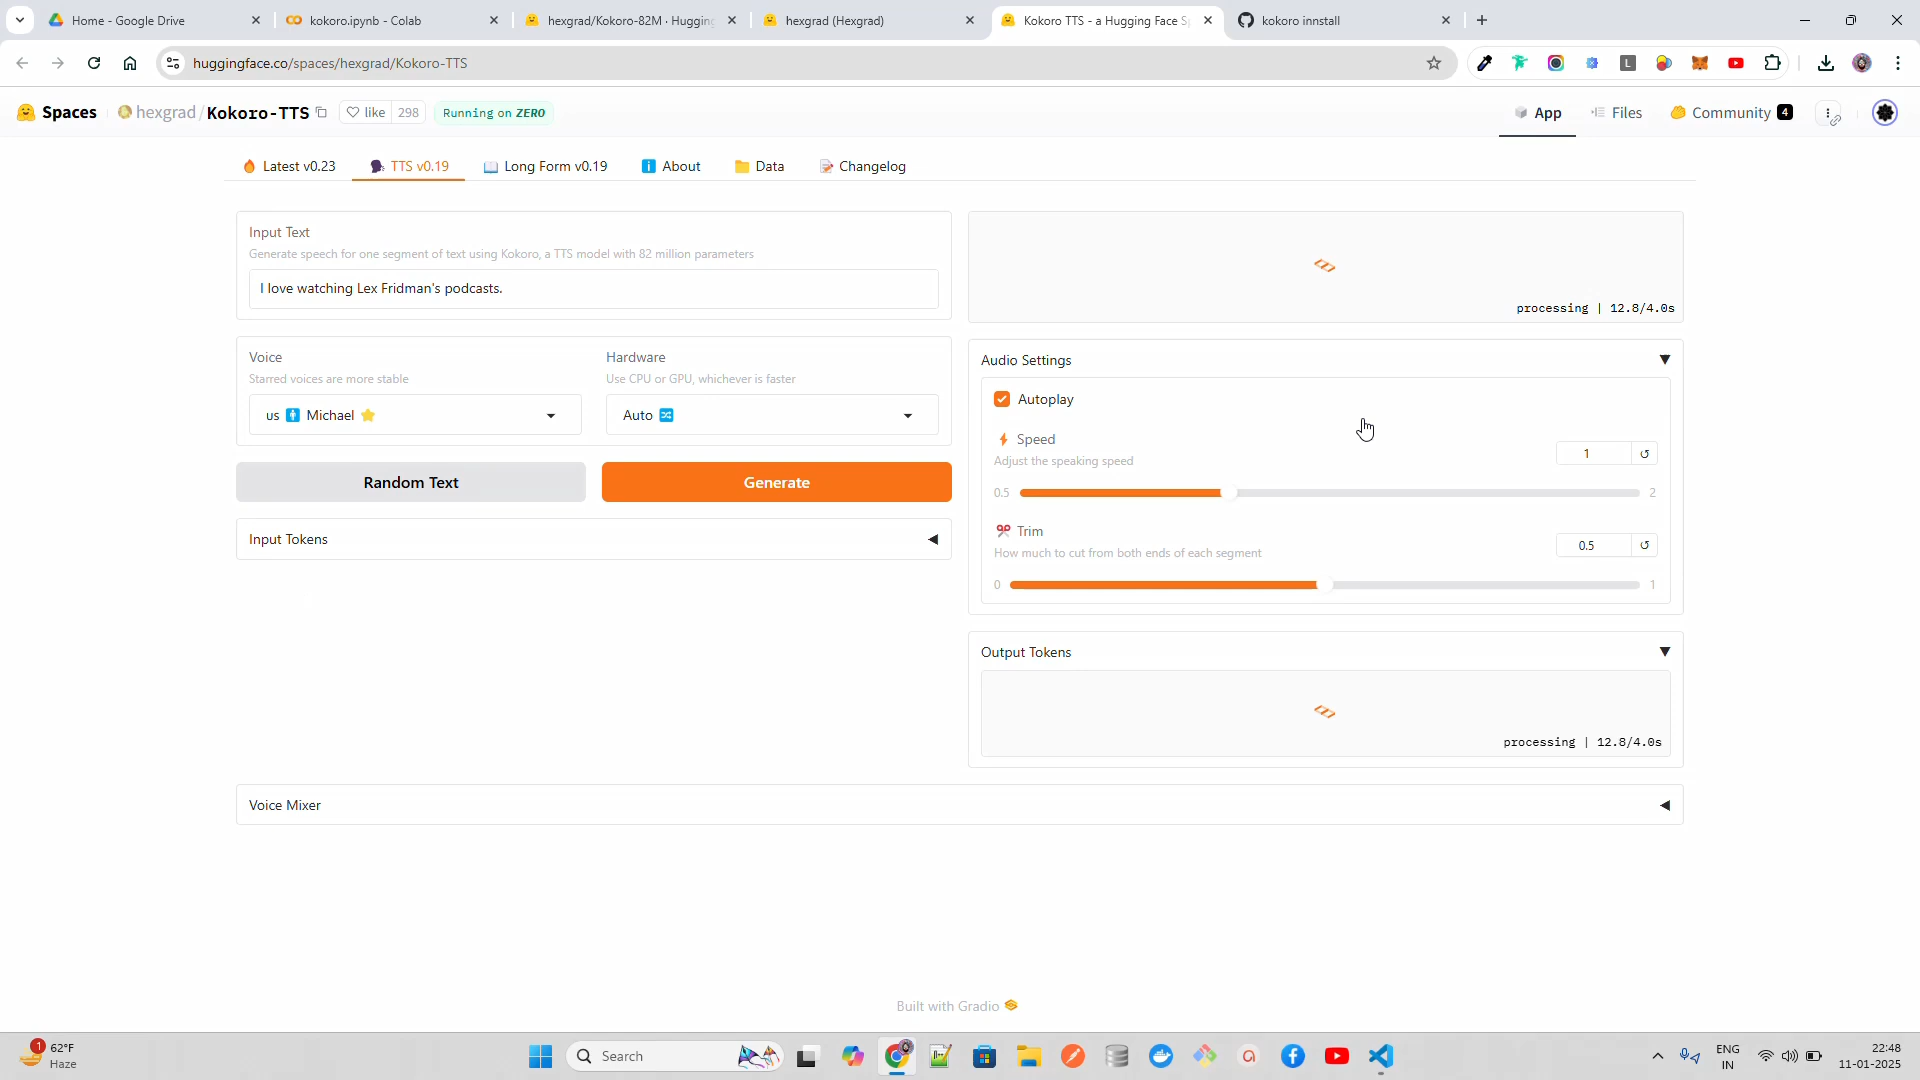 Home - Google Drive
kokoro.ipynb - Colab
hexgrad/Kokoro-82M · Hugging
hexgrad (Hexgrad)
Kokoro TTS - a Hugging Face S
kokoro innstall
huggingface.co/spaces/hexgrad/Kokoro-TTS
L
Spaces
hexgrad/Kokoro-TTS
like 298
Running on ZERO
App
Files
Community 4
Latest v0.23
TTS v0.19
Long Form v0.19
i About
Data
Changelog
Input Text
Generate speech for one segment of text using Kokoro, a TTS model with 82 million parameters
I love watching Lex Fridman's podcasts.
processing | 12.8/4.0s
Voice
Starred voices are more stable
us Michael
Hardware
Use CPU or GPU, whichever is faster
Auto
Random Text
Generate
Input Tokens
Audio Settings
Autoplay
Speed
Adjust the speaking speed
1
0.5
2
Trim
How much to cut from both ends of each segment
0.5
0
1
Output Tokens
processing | 12.8/4.0s
Voice Mixer
Built with Gradio
1
62°F
Haze
Search
ENG
IN
22:48
11-01-2025